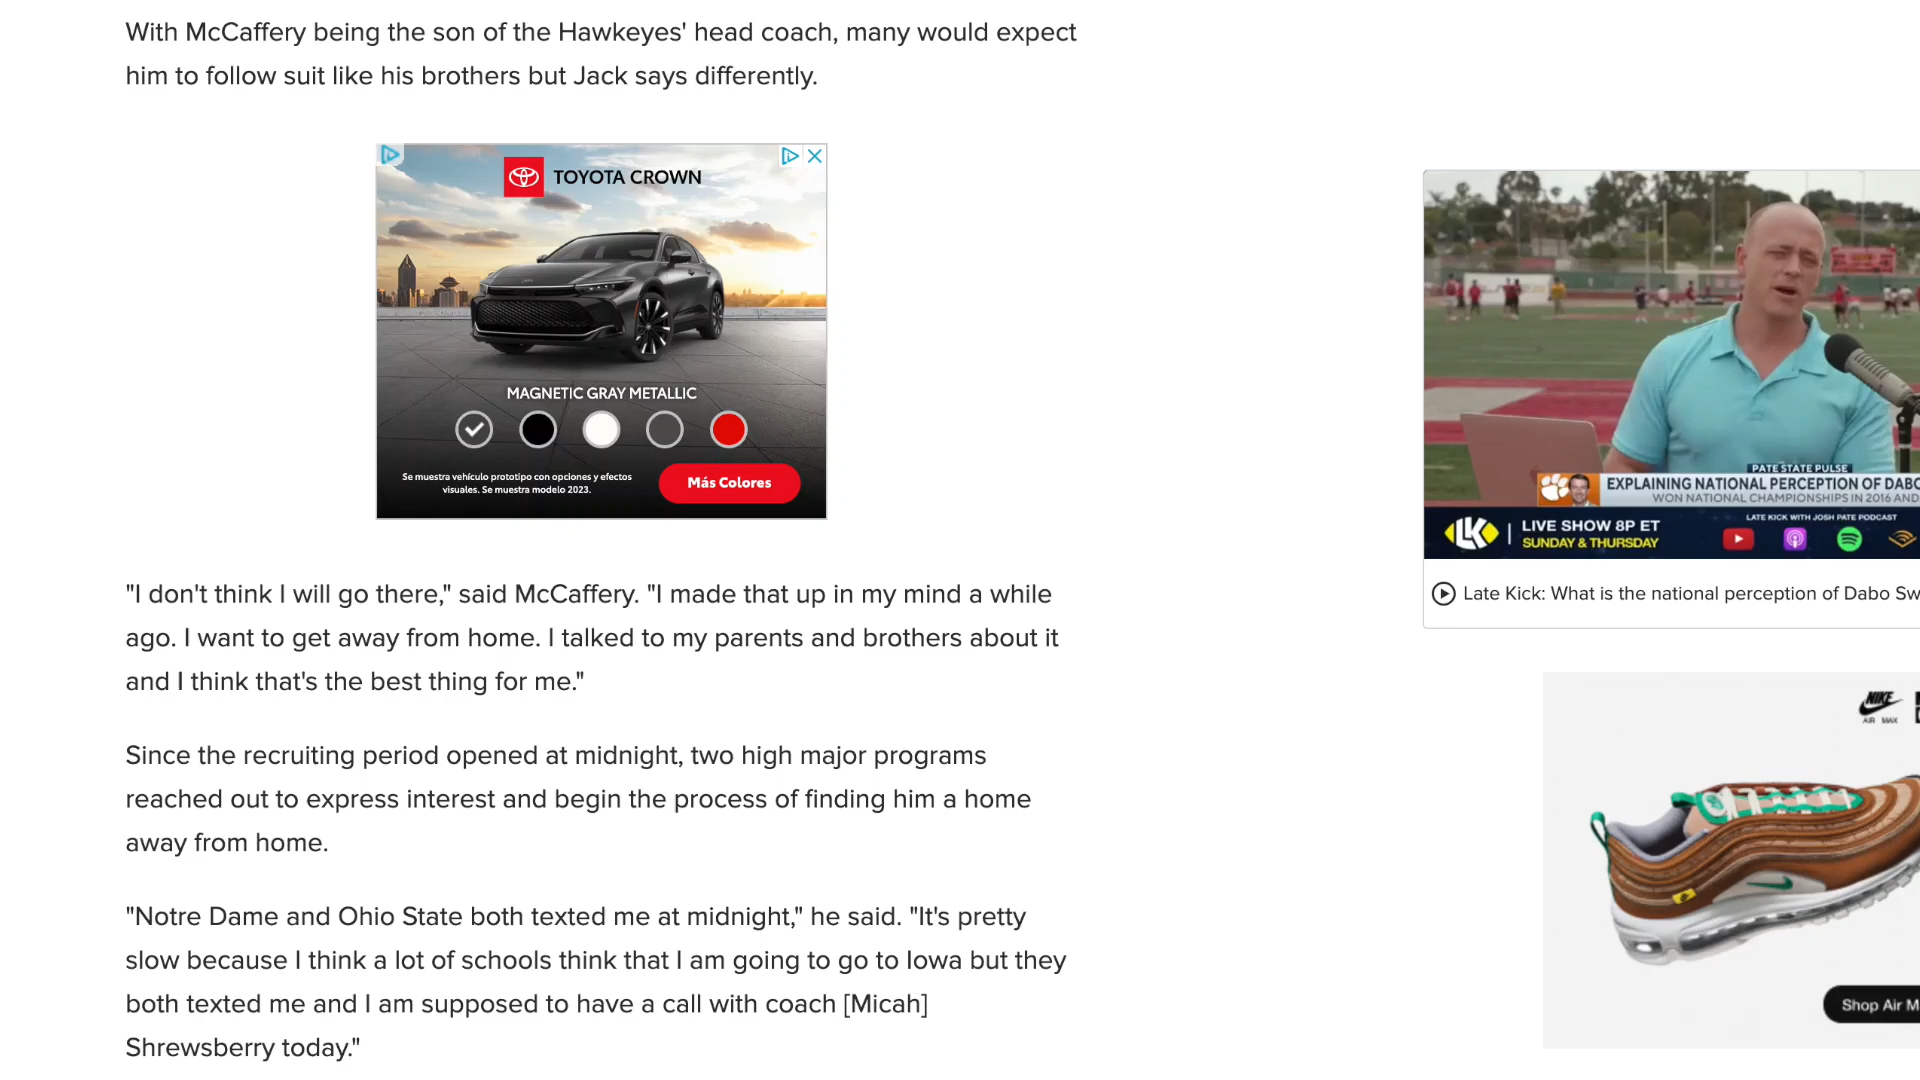 With McCaffery being the son of the Hawkeyes' head coach, many would expect
him to follow suit like his brothers but Jack says differently.
TOYOTA CROWN
MAGNETIC GRAY METALLIC
Se muestra vehículo prototipo con opciones y efectos
visuales. Se muestra modelo 2023.
Más Colores
"I don't think I will go there," said McCaffery. "I made that up in my mind a while
ago. I want to get away from home. I talked to my parents and brothers about it
and I think that's the best thing for me."
Since the recruiting period opened at midnight, two high major programs
reached out to express interest and begin the process of finding him a home
away from home.
"Notre Dame and Ohio State both texted me at midnight," he said. "It's pretty
slow because I think a lot of schools think that I am going to go to Iowa but they
both texted me and I am supposed to have a call with coach [Micah]
Shrewsberry today."
PATE STATE PULSE
EXPLAINING NATIONAL PERCEPTION OF DABO
WON NATIONAL CHAMPIONSHIPS IN 2016 AND
LATE KICK WITH JOSH PATE PODCAST
LK
LIVE SHOW 8P ET
SUNDAY & THURSDAY
Late Kick: What is the national perception of Dabo Sw
NIKE
AIR MAX
Shop Air M